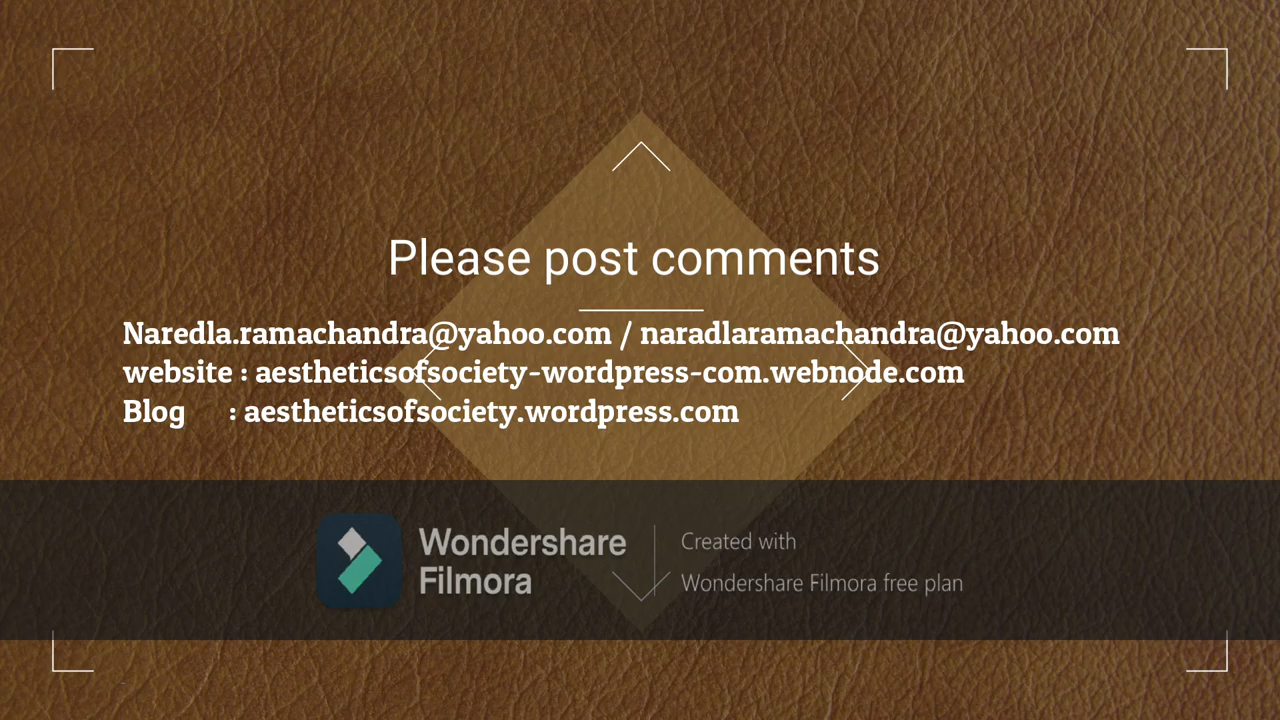 Please post comments
Naredla.ramachandra@yahoo.com / naradlaramachandra@yahoo.com
website : aestheticsofsociety-wordpress-com.webnode.com
Blog : aestheticsofsociety.wordpress.com
Wondershare
Filmora
Created with
Wondershare Filmora free plan